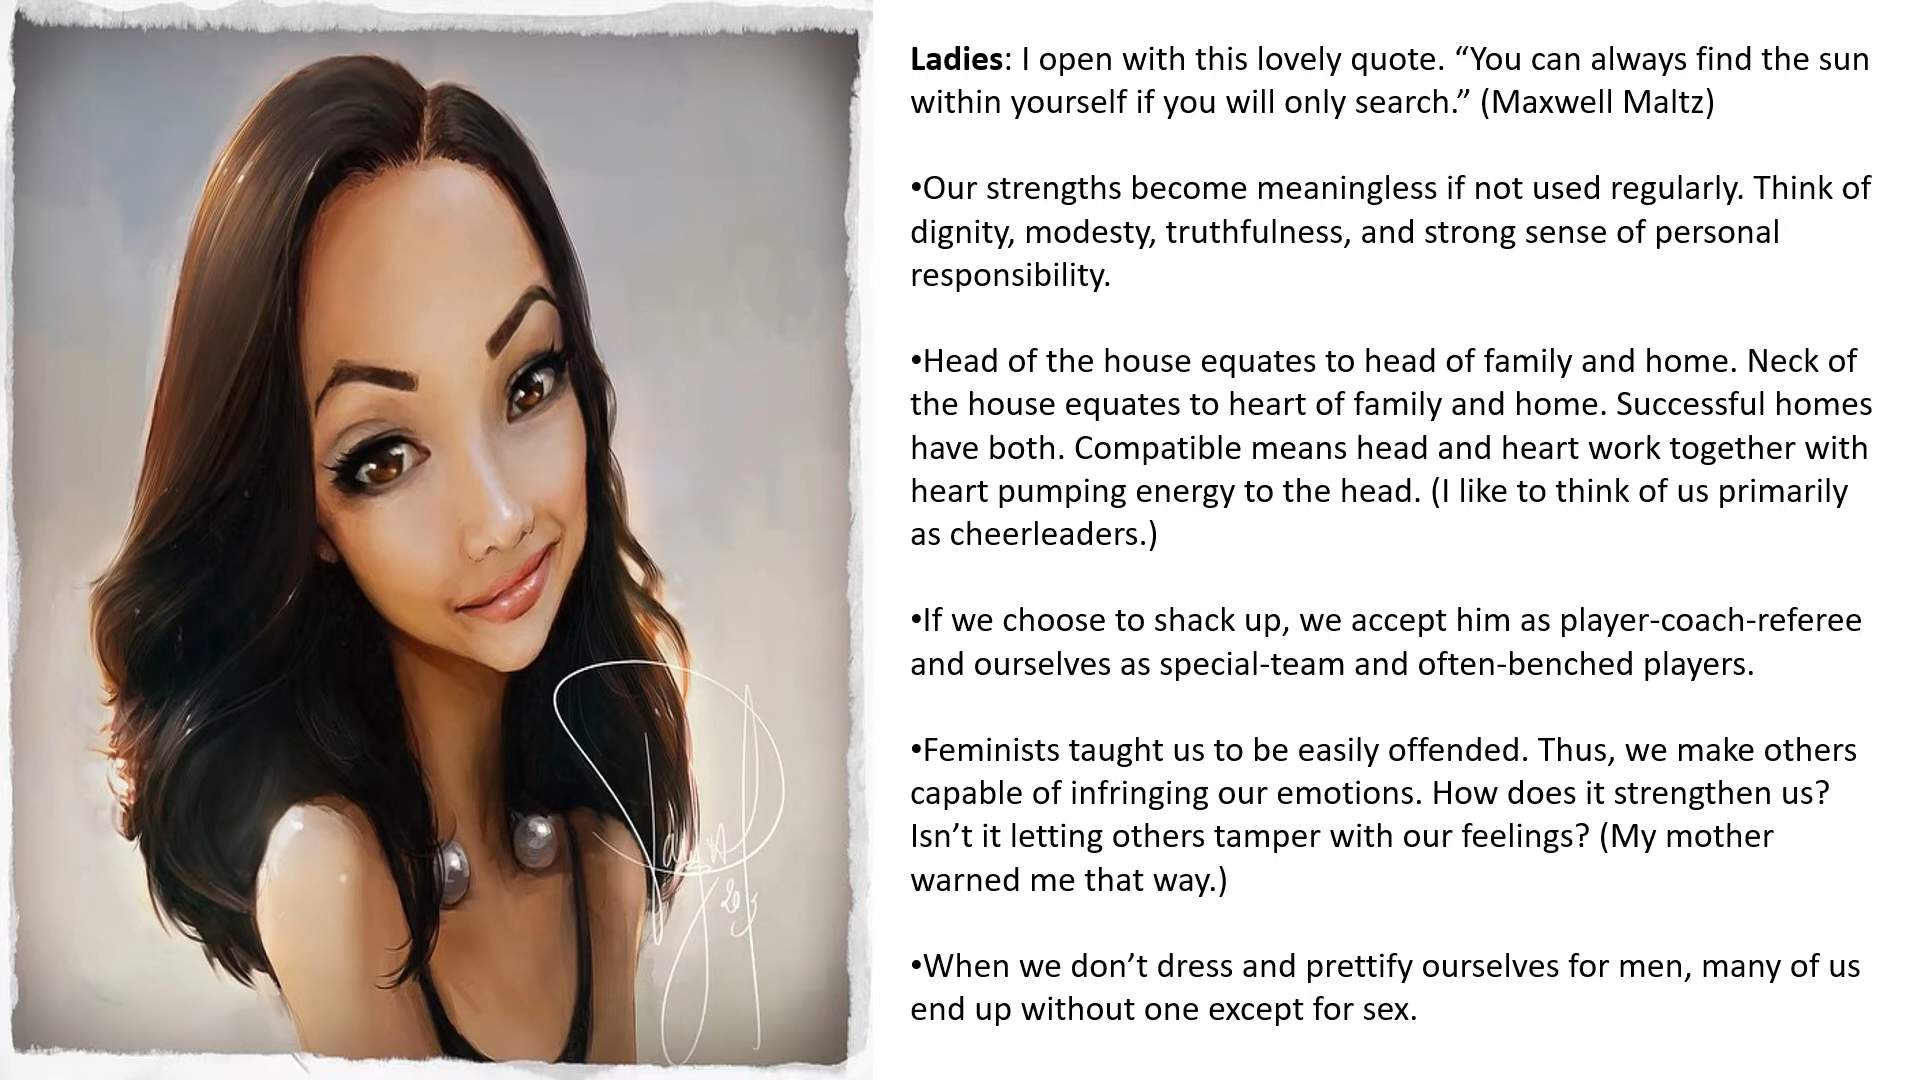 Ladies: I open with this lovely quote. “You can always find the sun
within yourself if you will only search.” (Maxwell Maltz)
•Our strengths become meaningless if not used regularly. Think of
dignity, modesty, truthfulness, and strong sense of personal
responsibility.
•Head of the house equates to head of family and home. Neck of
the house equates to heart of family and home. Successful homes
have both. Compatible means head and heart work together with
heart pumping energy to the head. (I like to think of us primarily
as cheerleaders.)
•If we choose to shack up, we accept him as player-coach-referee
and ourselves as special-team and often-benched players.
•Feminists taught us to be easily offended. Thus, we make others
capable of infringing our emotions. How does it strengthen us?
Isn’t it letting others tamper with our feelings? (My mother
warned me that way.)
•When we don’t dress and prettify ourselves for men, many of us
end up without one except for sex.